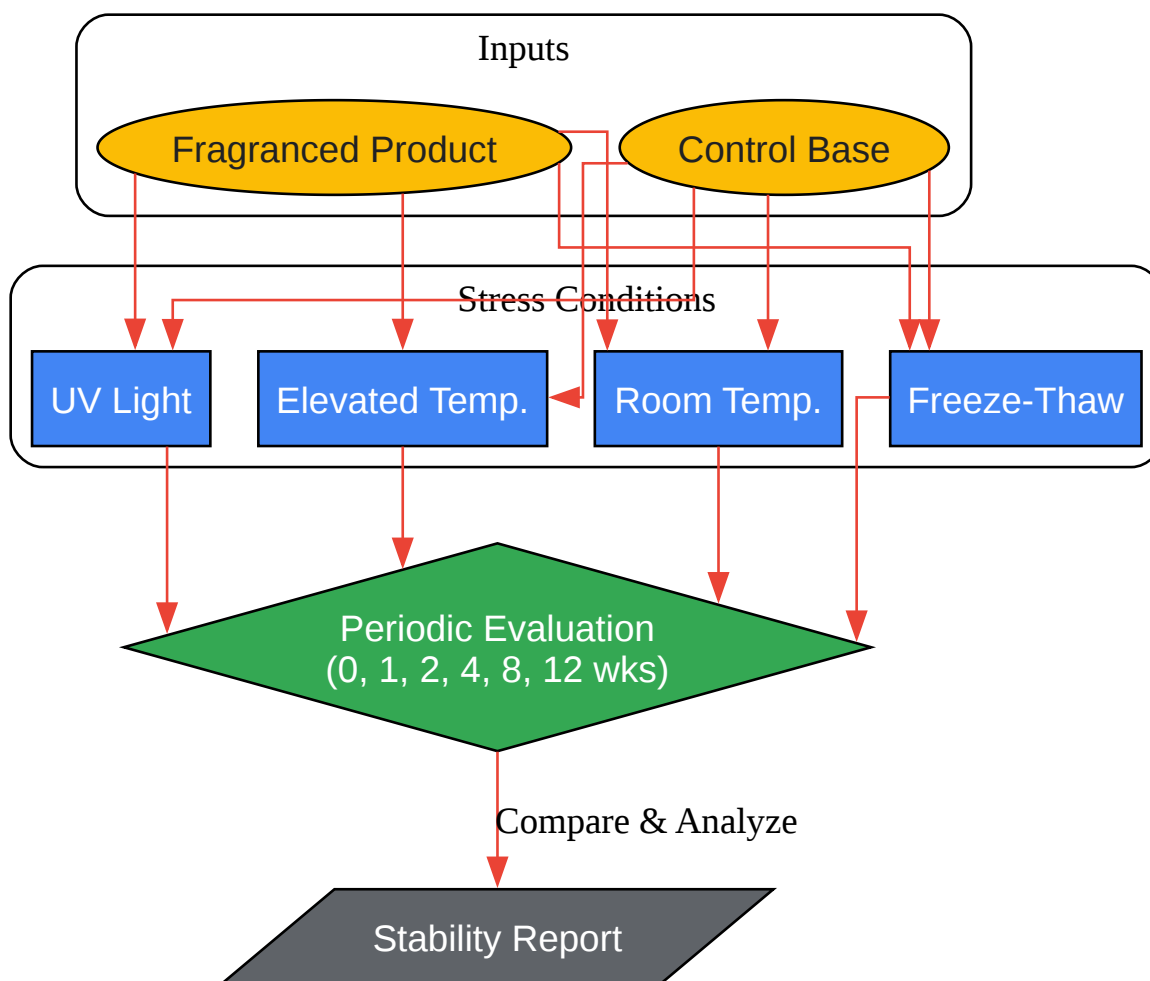 Inputs
Fragranced Product
Control Base
Stress Conditions
UV Light
Elevated Temp.
Room Temp.
Freeze-Thaw
Periodic Evaluation
(0, 1, 2, 4, 8, 12 wks)
Compare & Analyze
Stability Report